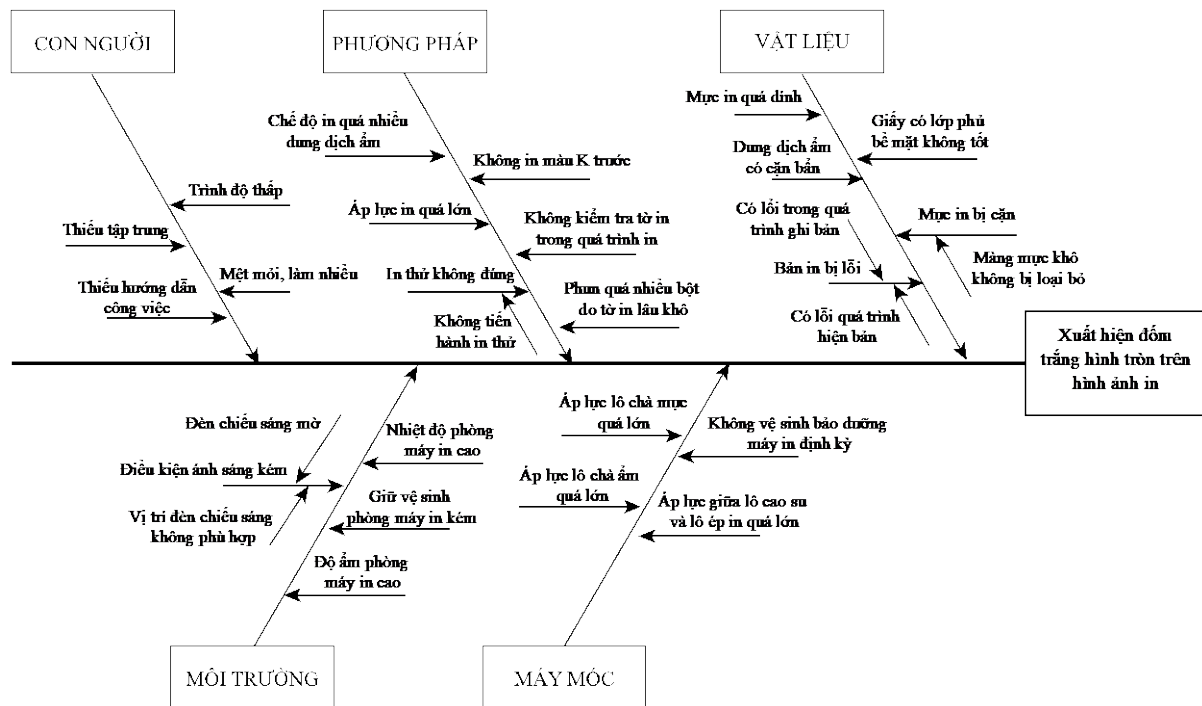 CON NGƯỜI
PHƯƠNG PHÁP
VẬT LIỆU
Mực in quá dính
Chế độ in quá nhiều
dung dịch ẩm
Giấy có lớp phủ
bề mặt không tốt
Không in màu K trước
Dung dịch ẩm
có cặn bẩn
Trình độ thấp
Áp lực in quá lớn
Có lỗi trong quá
trình ghi bản
Mực in bị cặn
Thiếu tập trung
Không kiểm tra tờ in
trong quá trình in
Màng mực khô
không bị loại bỏ
Mệt mỏi, làm nhiều
In thử không đúng
Bản in bị lỗi
Thiếu hướng dẫn
công việc
Phun quá nhiều bột
do tờ in lâu khô
Không tiến
hành in thử
Có lỗi quá trình
hiện bản
Xuất hiện đốm
trắng hình tròn trên
hình ảnh in
Đèn chiếu sáng mờ
Nhiệt độ phòng
máy in cao
Áp lực lô chà mực
quá lớn
Không vệ sinh bảo dưỡng
máy in định kỳ
Điều kiện ánh sáng kém
Áp lực lô chà ẩm
quá lớn
Vị trí đèn chiếu sáng
không phù hợp
Giữ vệ sinh
phòng máy in kém
Áp lực giữa lô cao su
và lô ép in quá lớn
Độ ẩm phòng
máy in cao
MÔI TRƯỜNG
MÁY MÓC